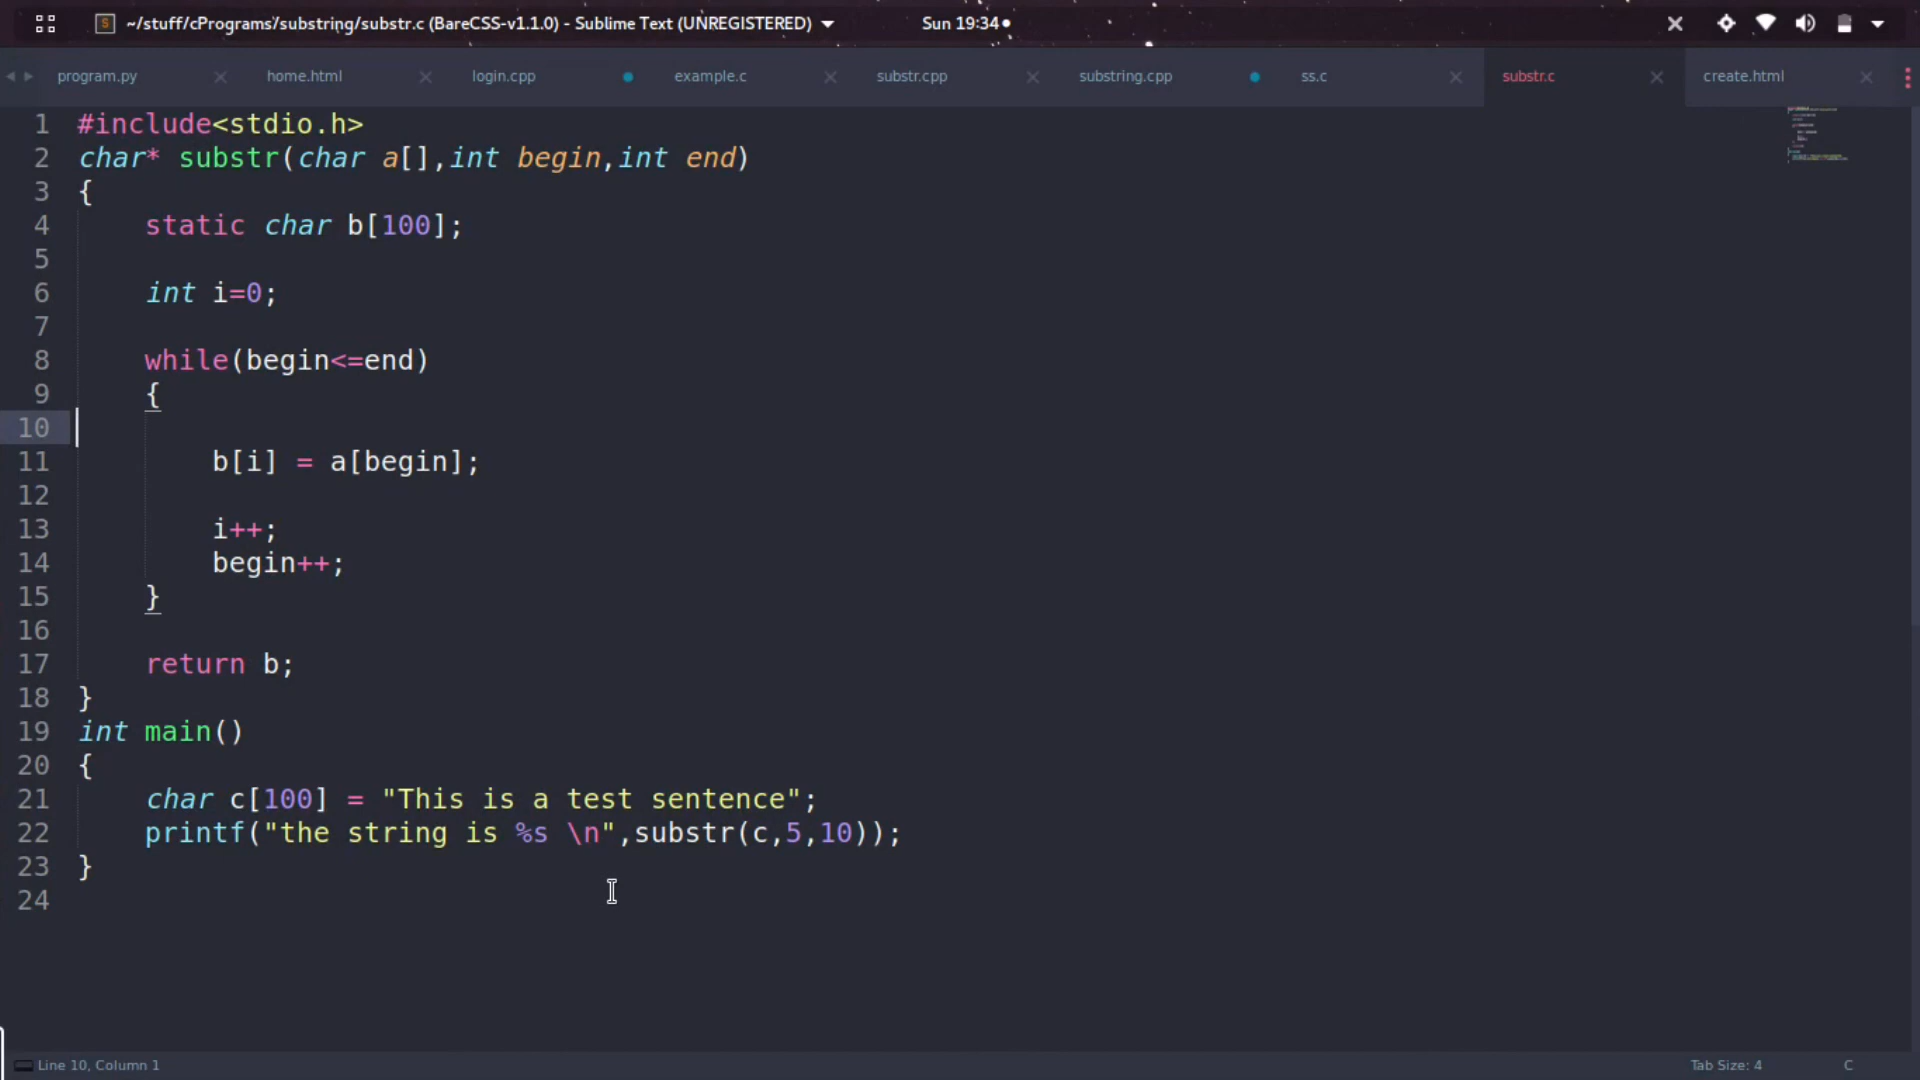 ~/stuff/cPrograms/substring/substr.c (BareCSS-v1.1.0) - Sublime Text (UNREGISTERED)
Sun 19:34
program.py
home.html
login.cpp
example.c
substr.cpp
substring.cpp
ss.c
substr.c
create.html
1 #include<stdio.h>
2 char* substr(char a[],int begin,int end)
3 {
4 static char b[100];
5
6 int i=0;
7
8 while(begin<=end)
9 {
10
11 b[i] = a[begin];
12
13 i++;
14 begin++;
15 }
16
17 return b;
18 }
19 int main()
20 {
21 char c[100] = "This is a test sentence";
22 printf("the string is %s \n",substr(c,5,10));
23 }
24
Line 10, Column 1
Tab Size: 4
C